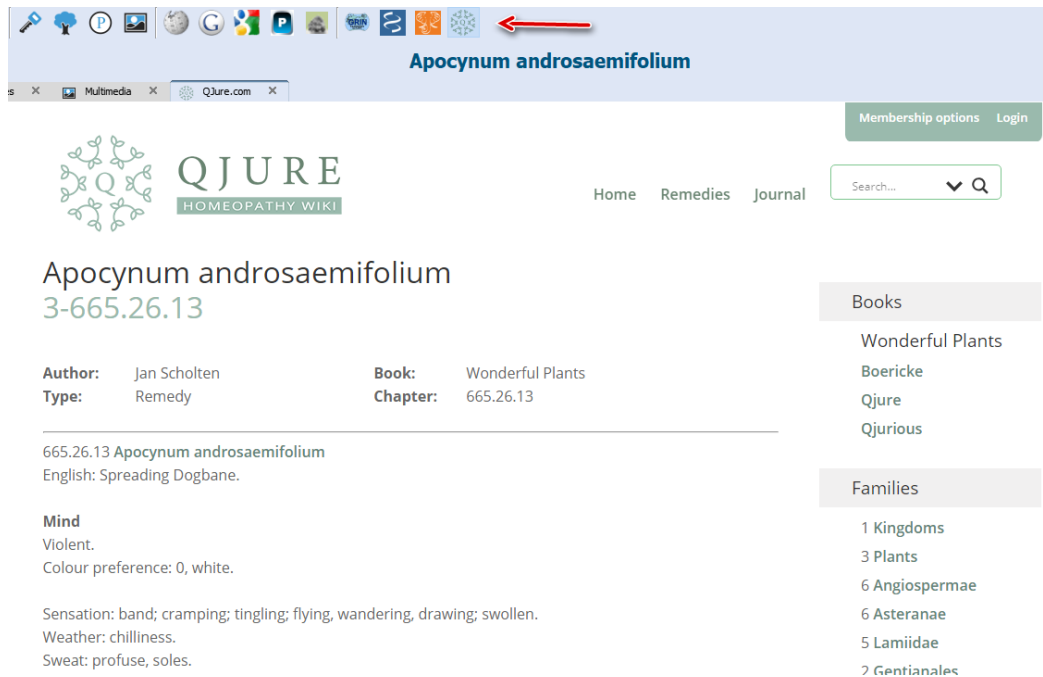 P
G
P
GRIN
Apocynum androsaemifolium
es X Multimedia X QJure.com X
Membership options Login
Q
QJURE
HOMEOPATHY WIKI
Home Remedies Journal
Search...
Apocynum androsaemifolium
3-665.26.13
Author: Jan Scholten Book: Wonderful Plants
Type: Remedy Chapter: 665.26.13
665.26.13 Apocynum androsaemifolium
English: Spreading Dogbane.
Mind
Violent.
Colour preference: 0, white.
Sensation: band; cramping; tingling; flying, wandering, drawing; swollen.
Weather: chilliness.
Sweat: profuse, soles.
Books
Wonderful Plants
Boericke
Qjure
Qjurious
Families
1 Kingdoms
3 Plants
6 Angiospermae
6 Asteranae
5 Lamiidae
2 Gentianales